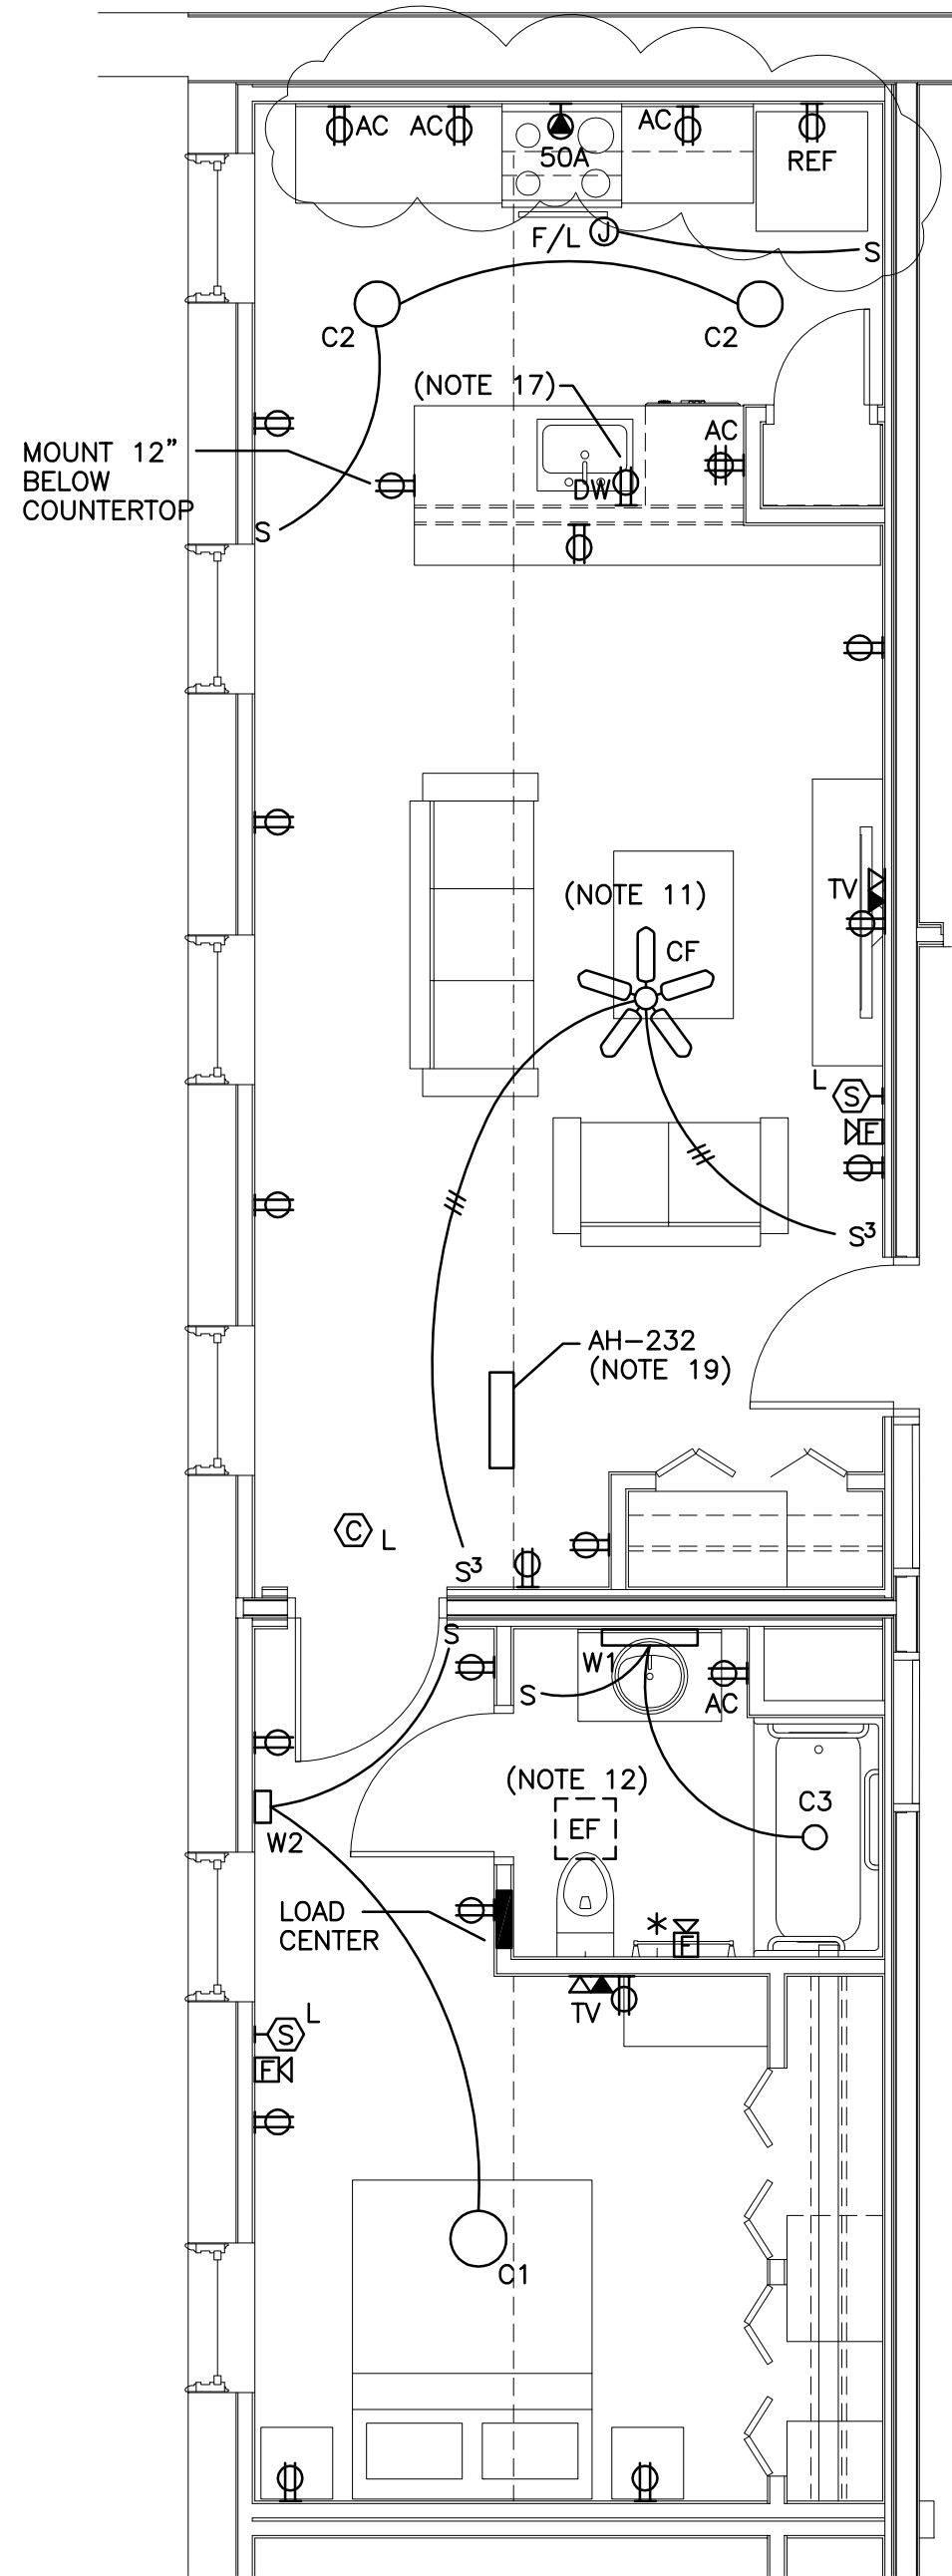 AC
AC
AC
50A
REF
F/L J
S
C2
C2
(NOTE 17)
AC
MOUNT 12"
BELOW
COUNTERTOP
DW
S
(NOTE 11)
TV
CF
L
S
F
S3
AH-232
(NOTE 19)
C
L
S3
S
W1
S
AC
(NOTE 12)
C3
EF
W2
LOAD
CENTER
*
F
TV
L
S
F
C1